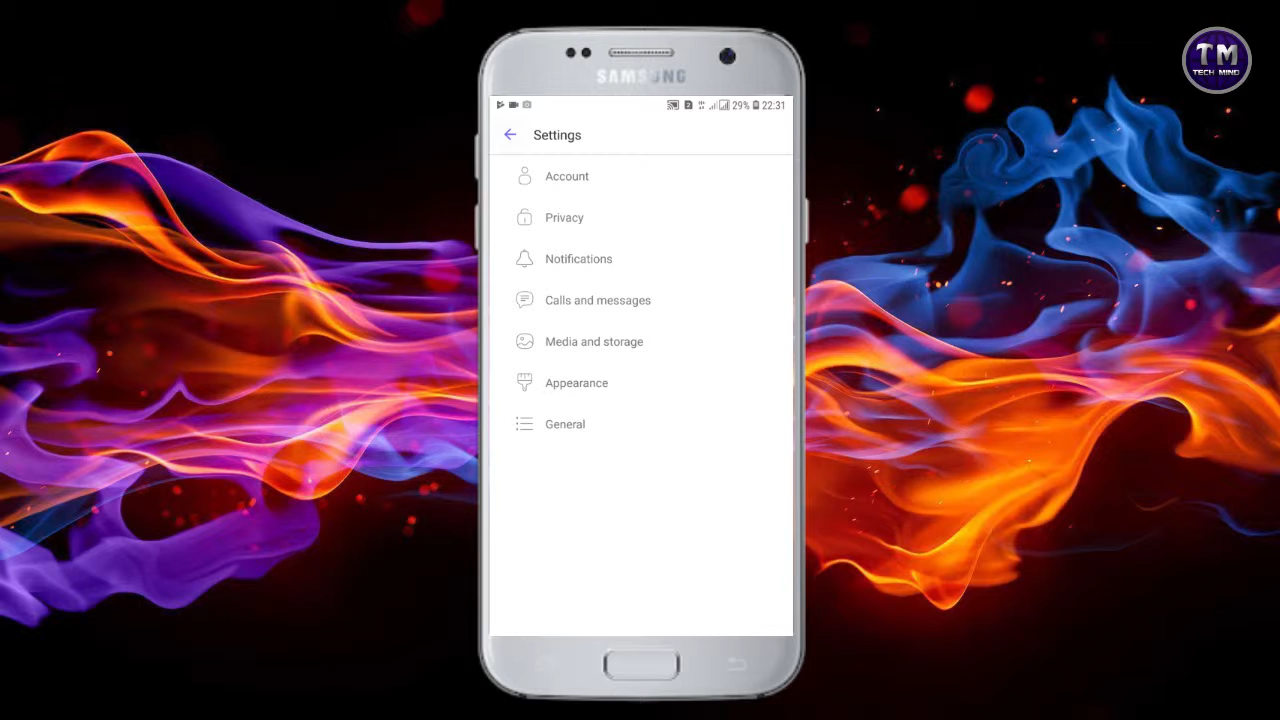 TM
TECH MIND
SAMSUNG
29% 22:31
Settings
Account
Privacy
Notifications
Calls and messages
Media and storage
Appearance
General